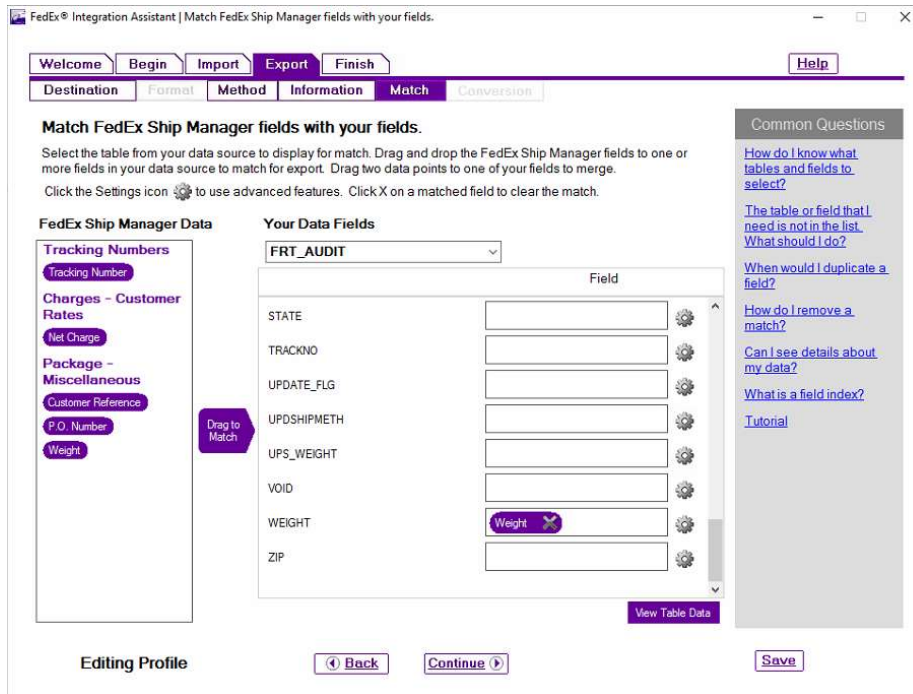 FedEx® Integration Assistant | Match FedEx Ship Manager fields with your fields.
Welcome Begin Import Export Finish Help
Destination Format Method Information Match Conversion
Match FedEx Ship Manager fields with your fields.
Select the table from your data source to display for match. Drag and drop the FedEx Ship Manager fields to one or
more fields in your data source to match for export. Drag two data points to one of your fields to merge.
Click the Settings icon to use advanced features. Click X on a matched field to clear the match.
FedEx Ship Manager Data
Tracking Numbers
Tracking Number
Charges - Customer
Rates
Net Charge
Package -
Miscellaneous
Customer Reference
P.O. Number
Weight
Drag to
Match
Your Data Fields
FRT_AUDIT
Field
STATE
TRACKNO
UPDATE_FLG
UPDSHIPMETH
UPS_WEIGHT
VOID
WEIGHT Weight
ZIP
View Table Data
Common Questions
How do I know what
tables and fields to
select?
The table or field that I
need is not in the list.
What should I do?
When would I duplicate a
field?
How do I remove a
match?
Can I see details about
my data?
What is a field index?
Tutorial
Editing Profile Back Continue Save